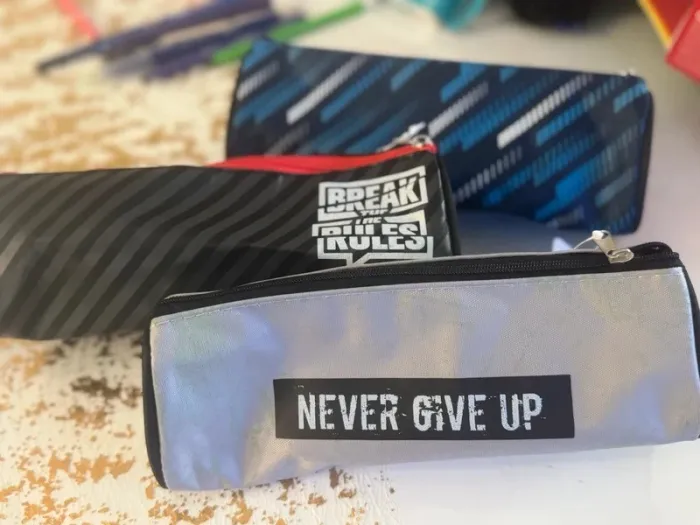 BREAK
THE
RULES
NEVER GIVE UP